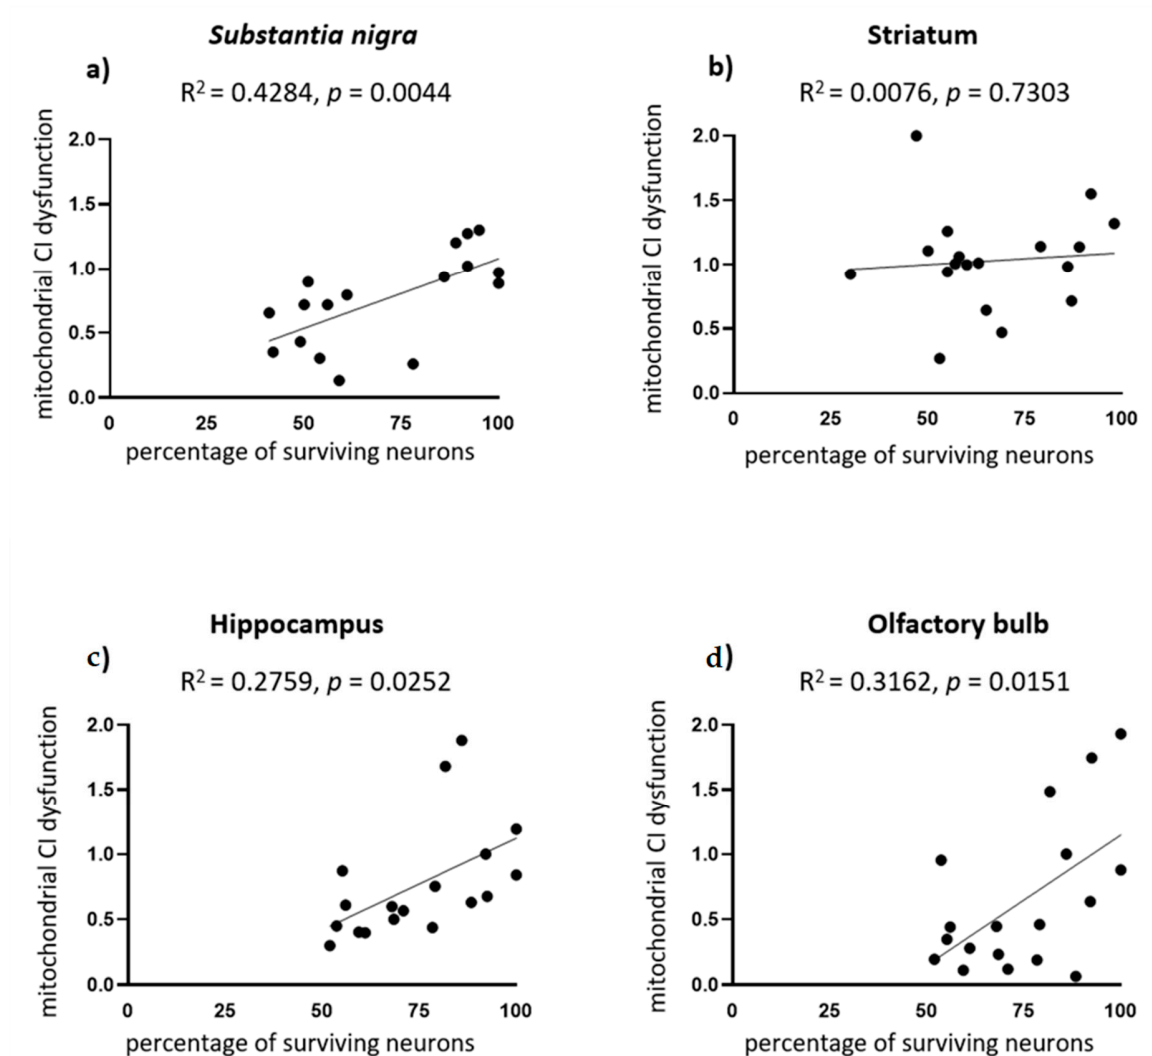 Substantia nigra
a)
R² = 0.4284, p = 0.0044
mitochondrial CI dysfunction
2.0
1.5
1.0
0.5
0.0
0 25 50 75 100
percentage of surviving neurons
Striatum
b)
R² = 0.0076, p = 0.7303
mitochondrial CI dysfunction
2.0
1.5
1.0
0.5
0.0
0 25 50 75 100
percentage of surviving neurons
Hippocampus
c)
R² = 0.2759, p = 0.0252
mitochondrial CI dysfunction
2.0
1.5
1.0
0.5
0.0
0 25 50 75 100
percentage of surviving neurons
Olfactory bulb
d)
R² = 0.3162, p = 0.0151
mitochondrial CI dysfunction
2.0
1.5
1.0
0.5
0.0
0 25 50 75 100
percentage of surviving neurons